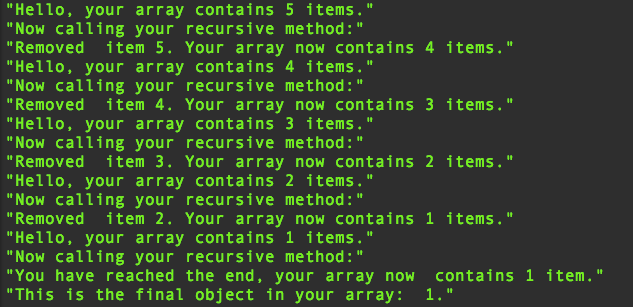 "Hello, your array contains 5 items."
"Now calling your recursive method:"
"Removed  item 5. Your array now contains 4 items."
"Hello, your array contains 4 items."
"Now calling your recursive method:"
"Removed  item 4. Your array now contains 3 items."
"Hello, your array contains 3 items."
"Now calling your recursive method:"
"Removed  item 3. Your array now contains 2 items."
"Hello, your array contains 2 items."
"Now calling your recursive method:"
"Removed  item 2. Your array now contains 1 items."
"Hello, your array contains 1 items."
"Now calling your recursive method:"
"You have reached the end, your array now  contains 1 item."
"This is the final object in your array:  1."